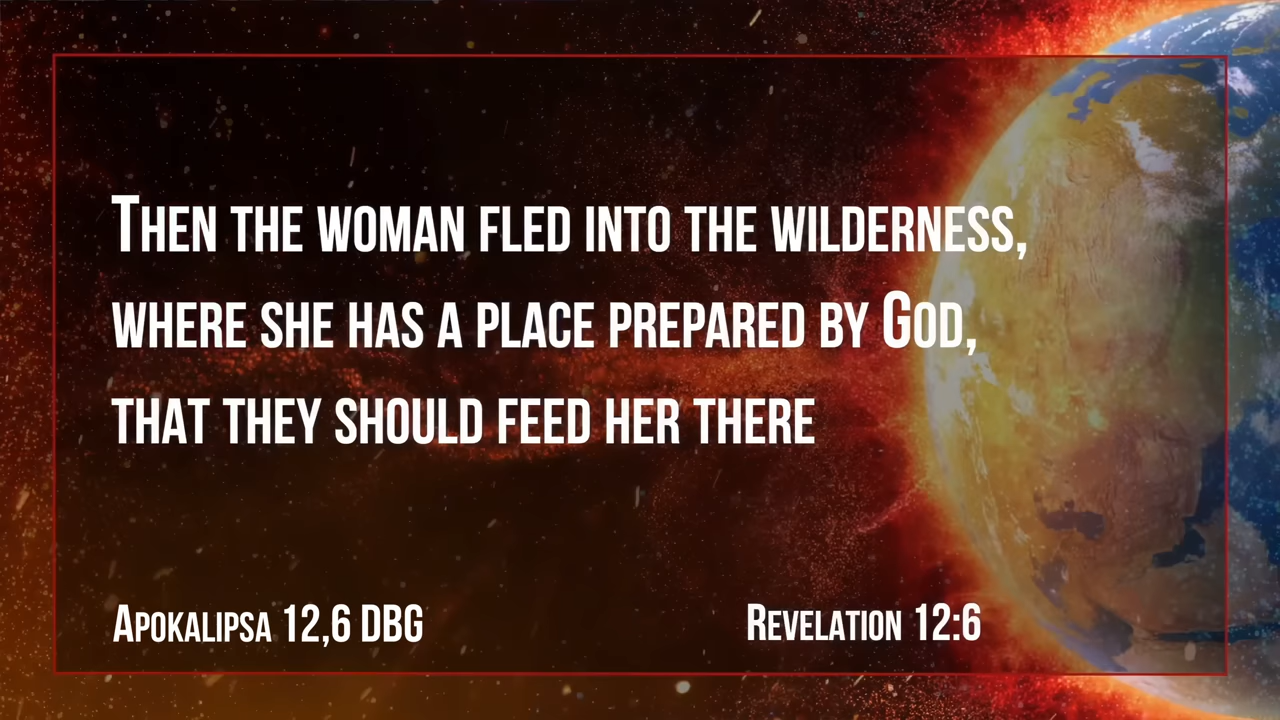 Then the woman fled into the wilderness,
where she has a place prepared by God,
that they should feed her there
Apokalipsa 12,6 DBG
Revelation 12:6